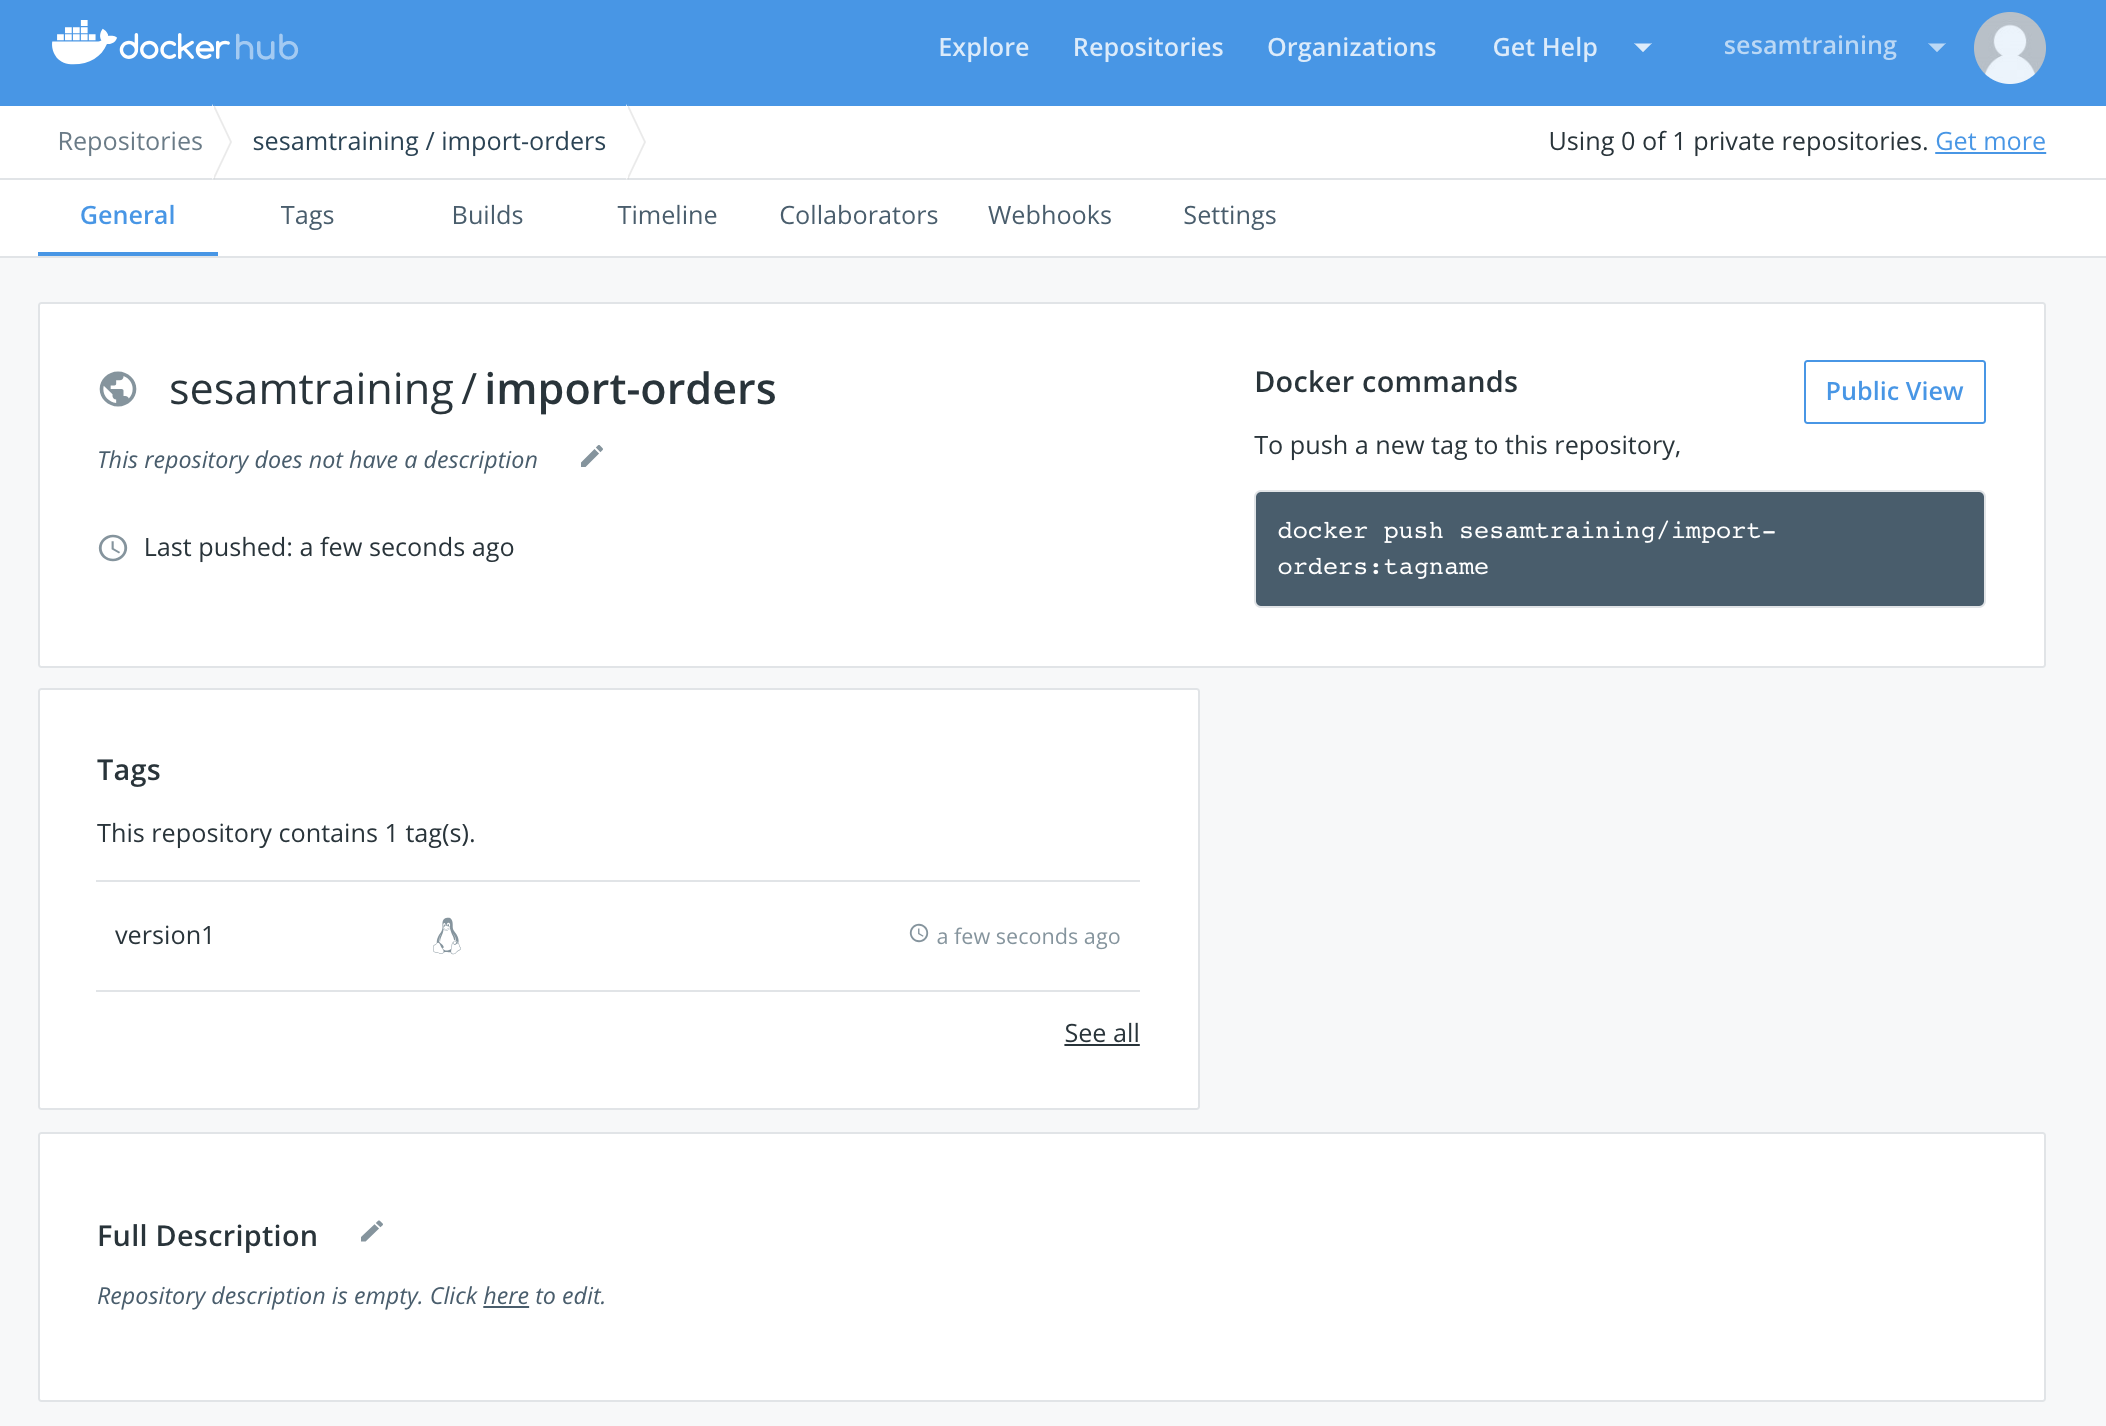 dockerhub
Explore Repositories Organizations Get Help sesamtraining
Repositories sesamtraining / import-orders Using 0 of 1 private repositories. Get more
General Tags Builds Timeline Collaborators Webhooks Settings
sesamtraining / import-orders
This repository does not have a description
Last pushed: a few seconds ago
Docker commands
Public View
To push a new tag to this repository,
docker push sesamtraining/import-
orders:tagname
Tags
This repository contains 1 tag(s).
version1 a few seconds ago
See all
Full Description
Repository description is empty. Click here to edit.